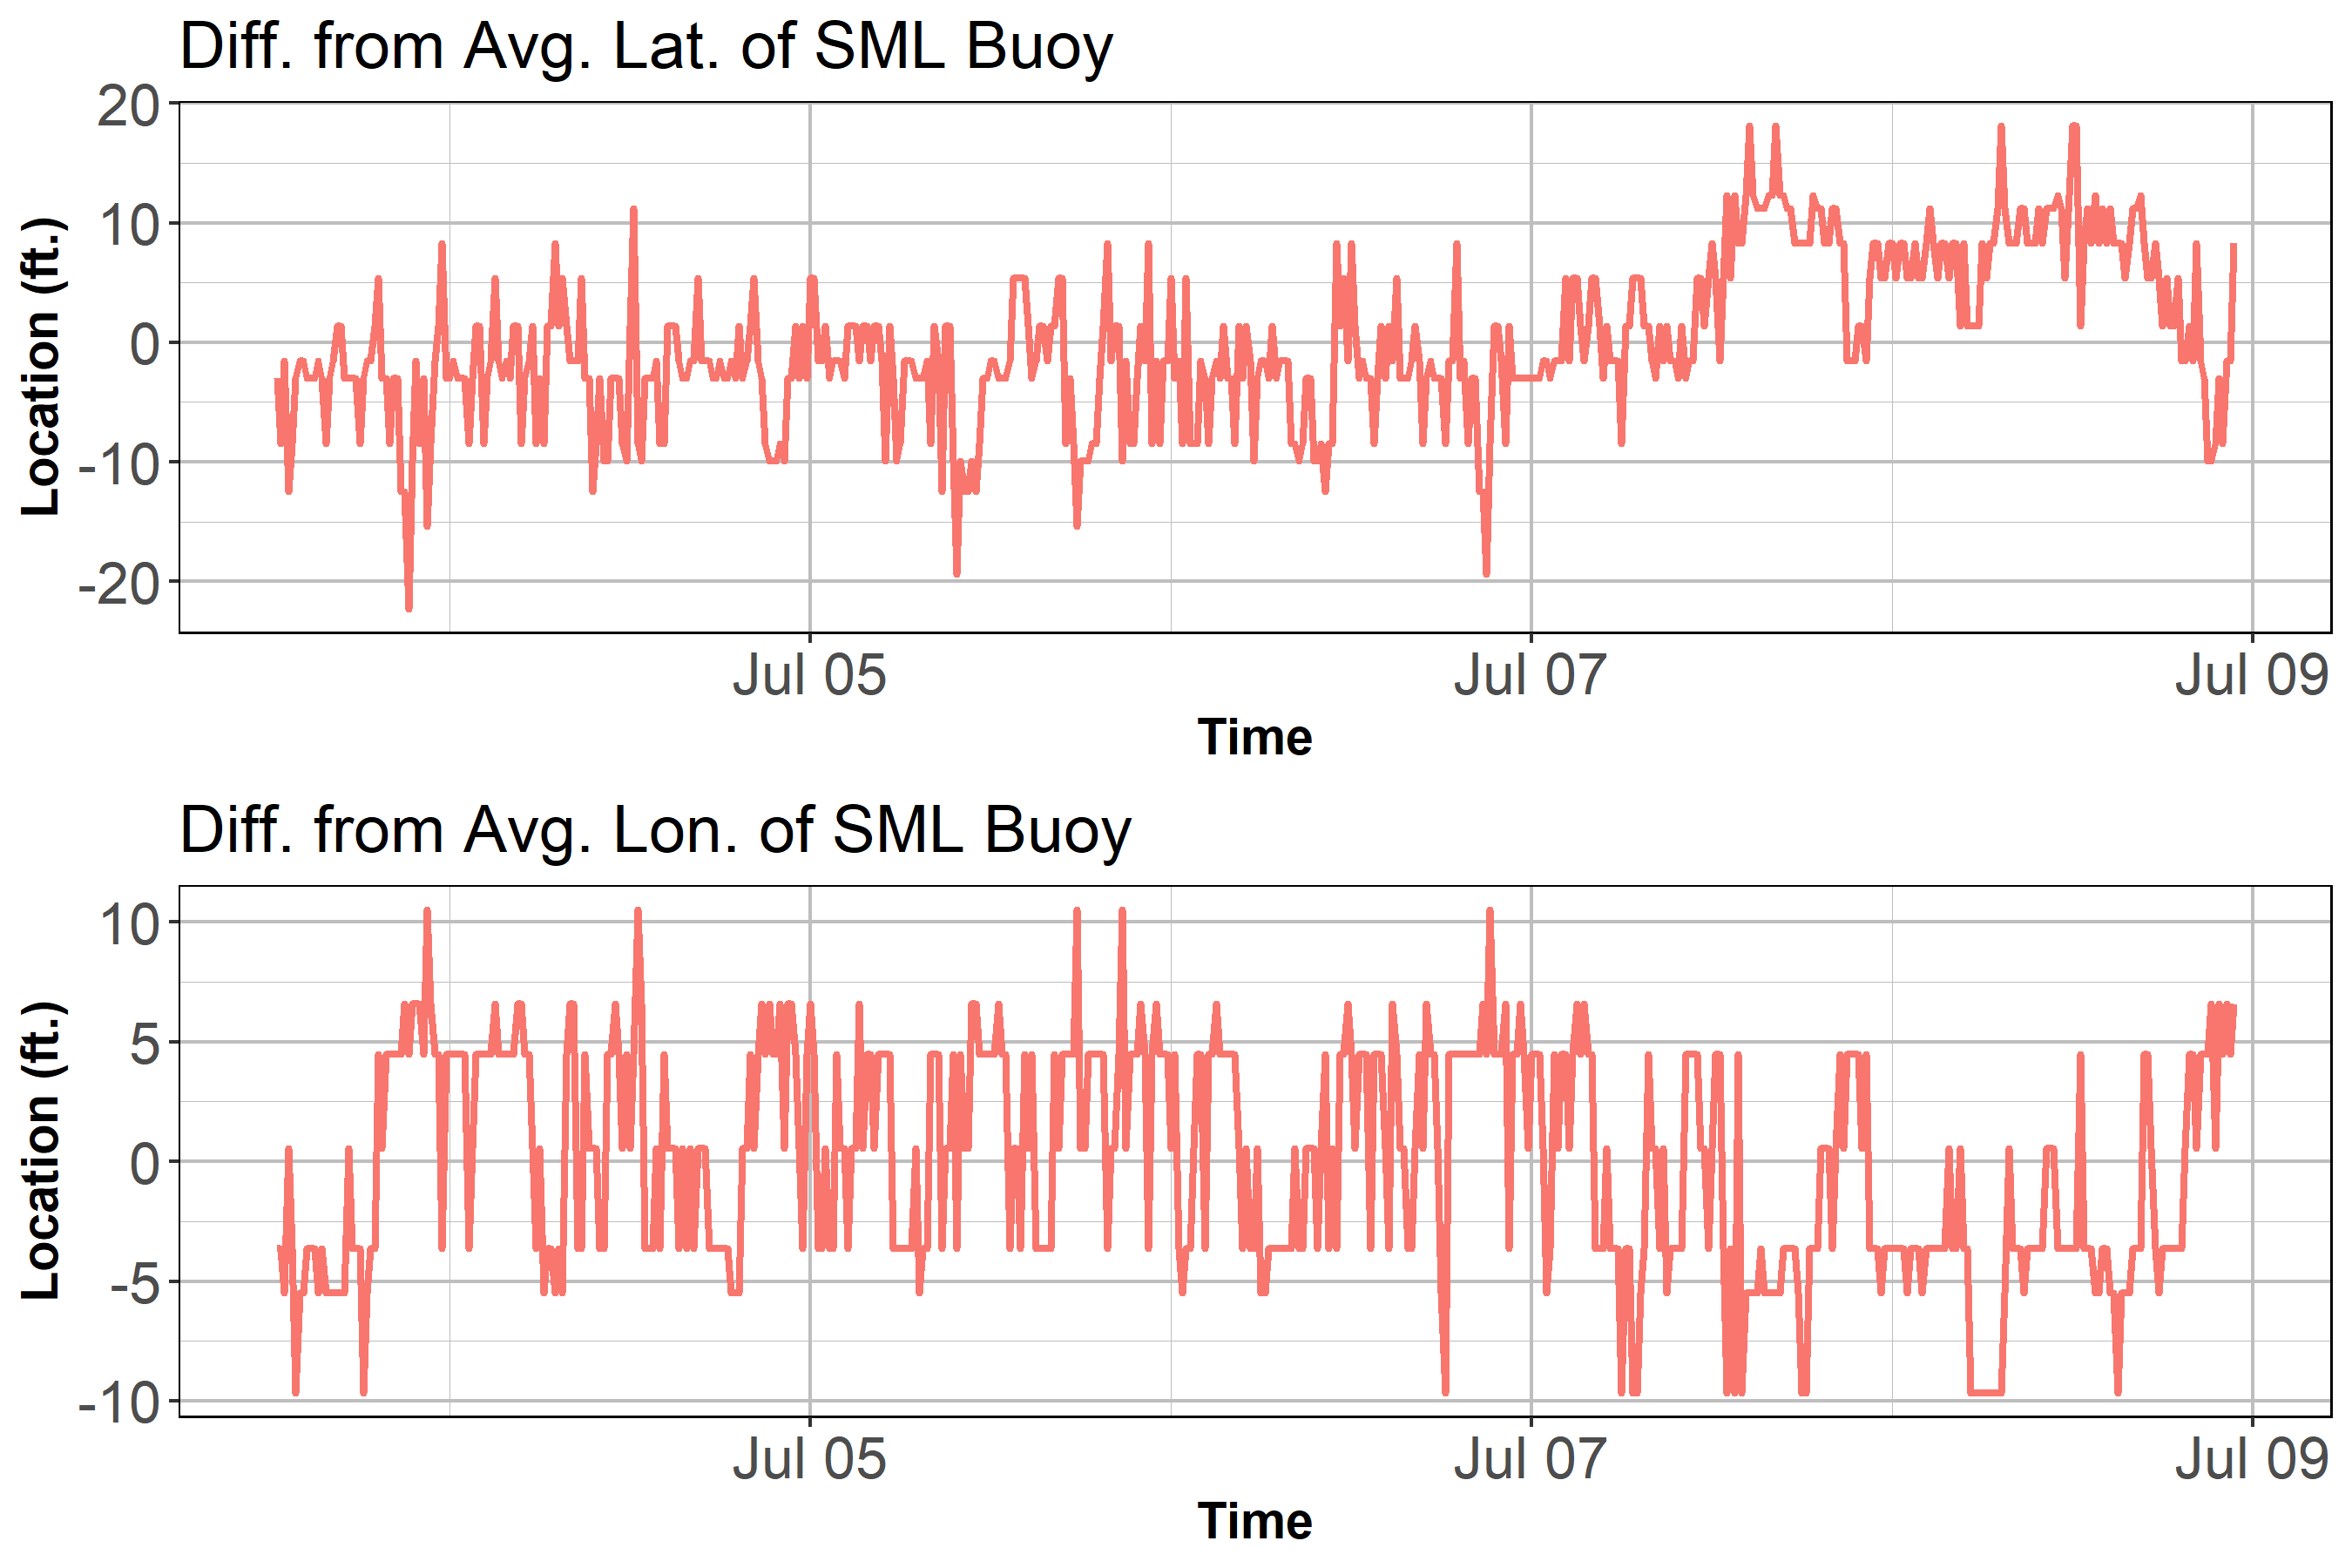 Diff. from Avg. Lat. of SML Buoy
20
10
0
-10
-20
Location (ft.)
Jul 05 Jul 07 Jul 09
Time
Diff. from Avg. Lon. of SML Buoy
10
5
0
-5
-10
Location (ft.)
Jul 05 Jul 07 Jul 09
Time